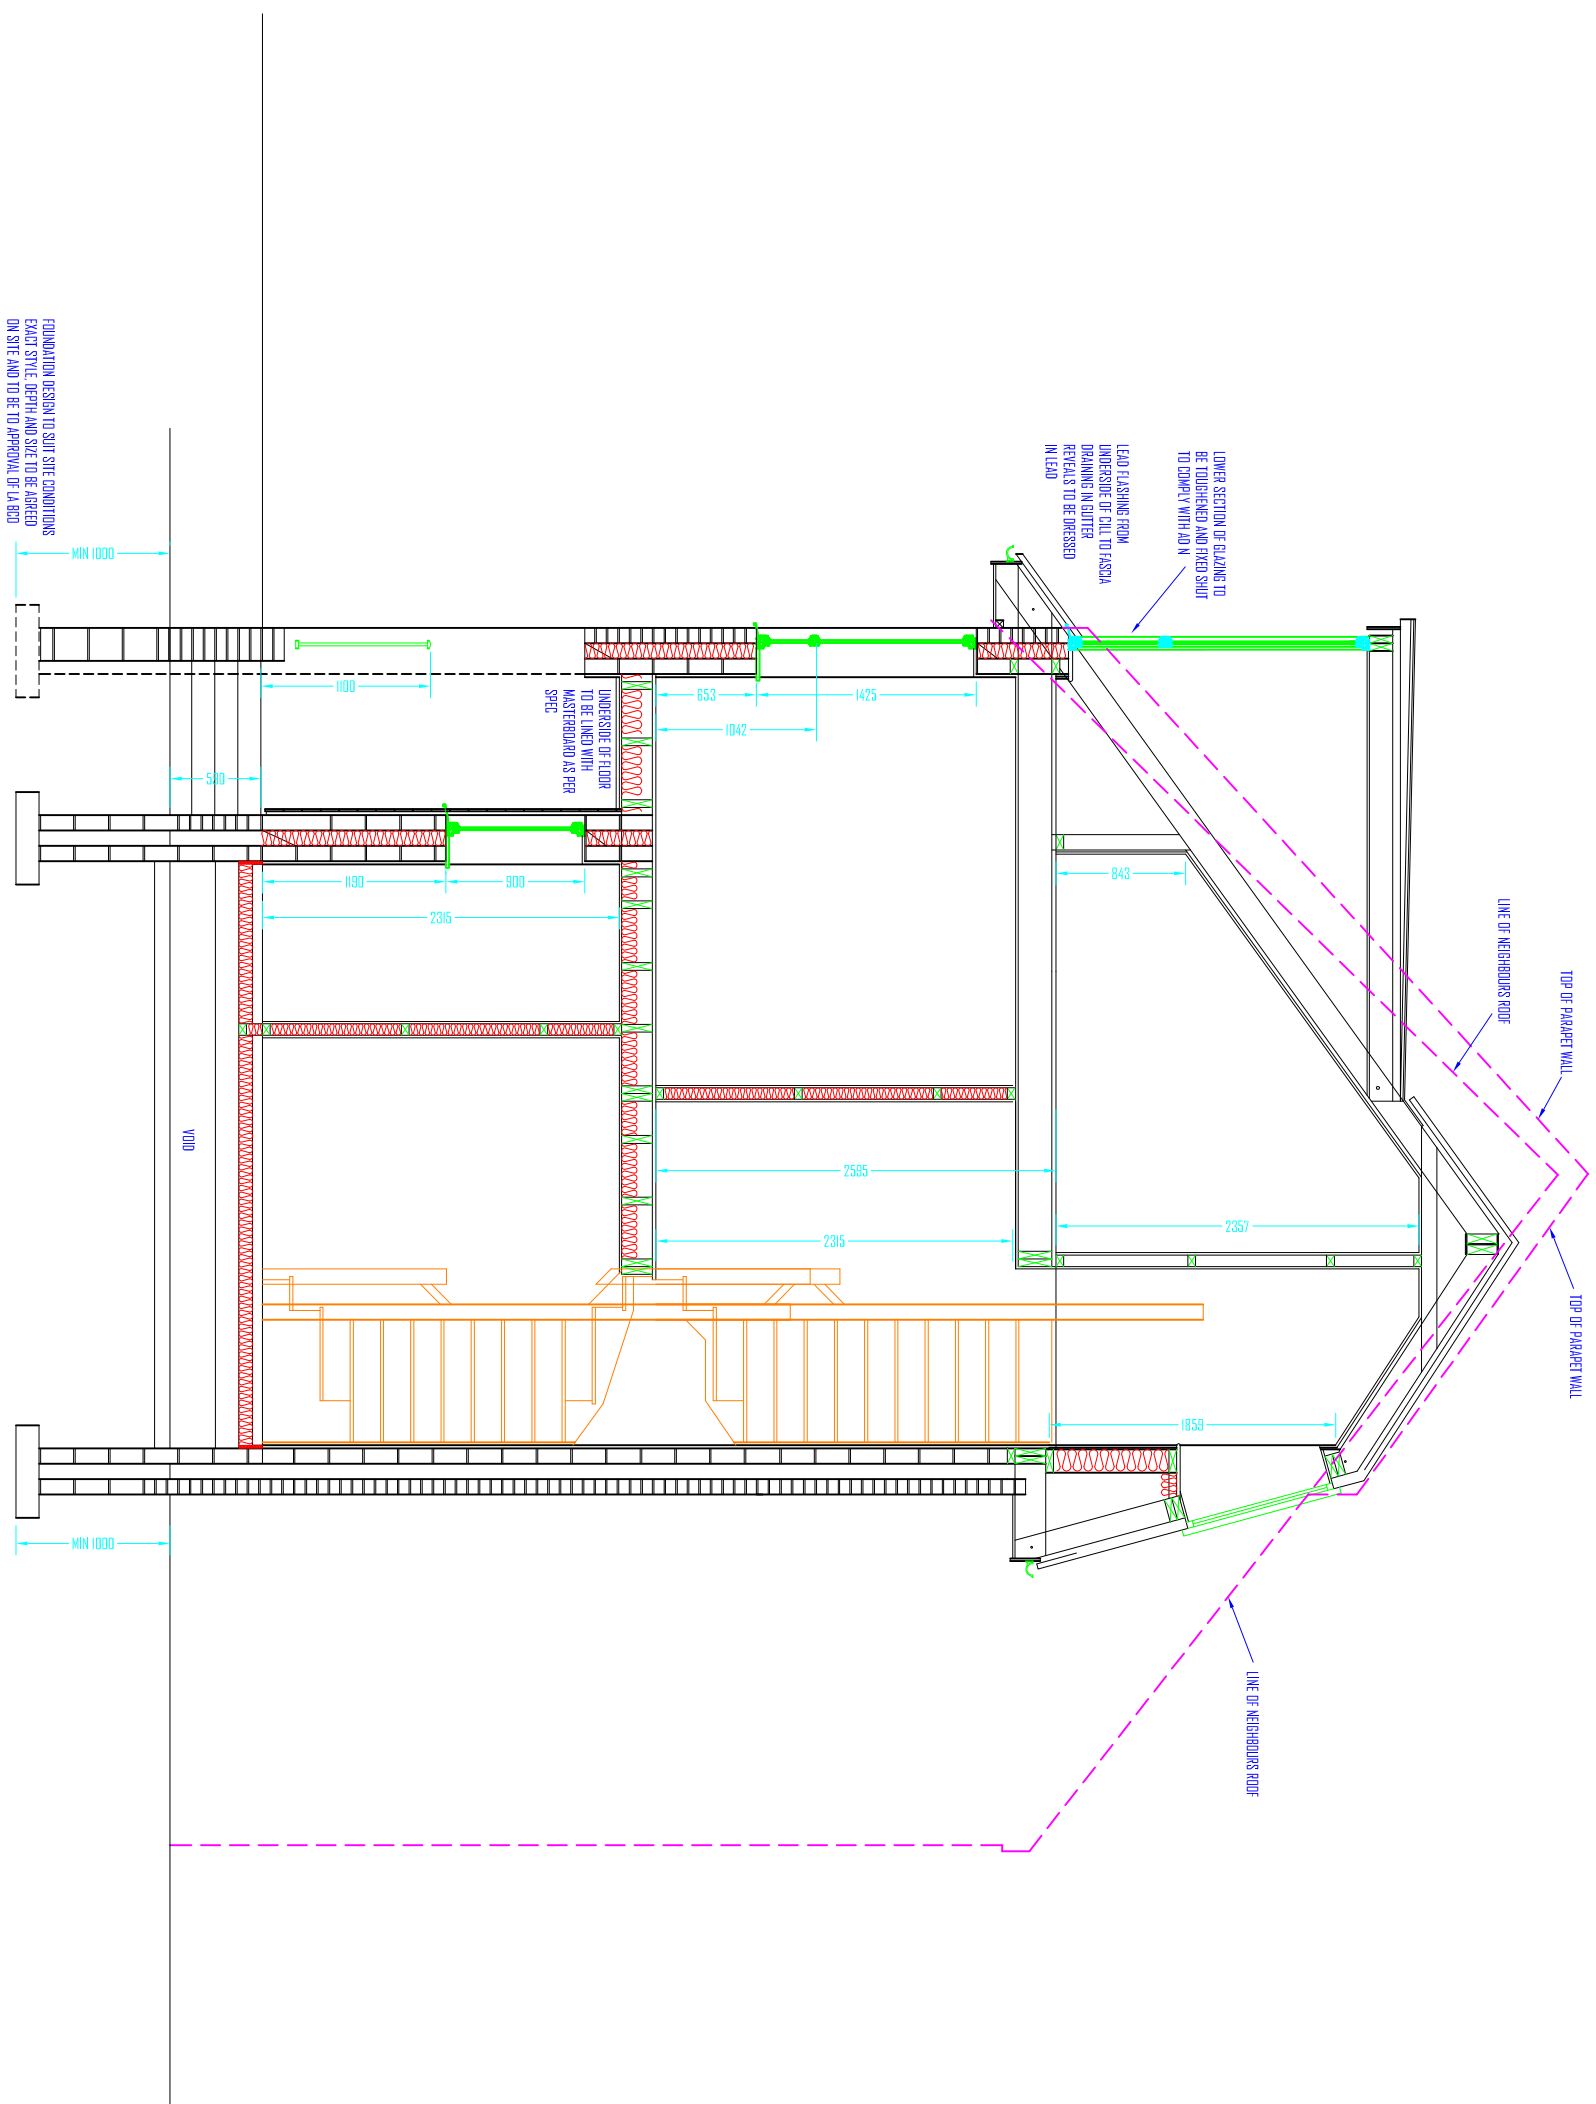 TOP OF PARAPET WALL
TOP OF PARAPET WALL
LINE OF NEIGHBOURS ROOF
LINE OF NEIGHBOURS ROOF
LOWER SECTION OF GLAZING TO
BE TOUGHENED AND FIXED SHUT
TO COMPLY WITH AD N
LEAD FLASHING FROM
UNDERSIDE OF CILL TO FASCIA
DRAINING IN GUTTER
REVEALS TO BE DRESSED
IN LEAD
843
2357
1859
1425
653
1042
2595
2315
UNDERSIDE OF FLOOR
TO BE LINED WITH
MASTERBOARD AS PER
SPEC
900
1190
2315
1100
590
VOID
MIN 1000
MIN 1000
FOUNDATION DESIGN TO SUIT SITE CONDITIONS
EXACT STYLE, DEPTH AND SIZE TO BE AGREED
ON SITE AND TO BE TO APPROVAL OF LA BCO